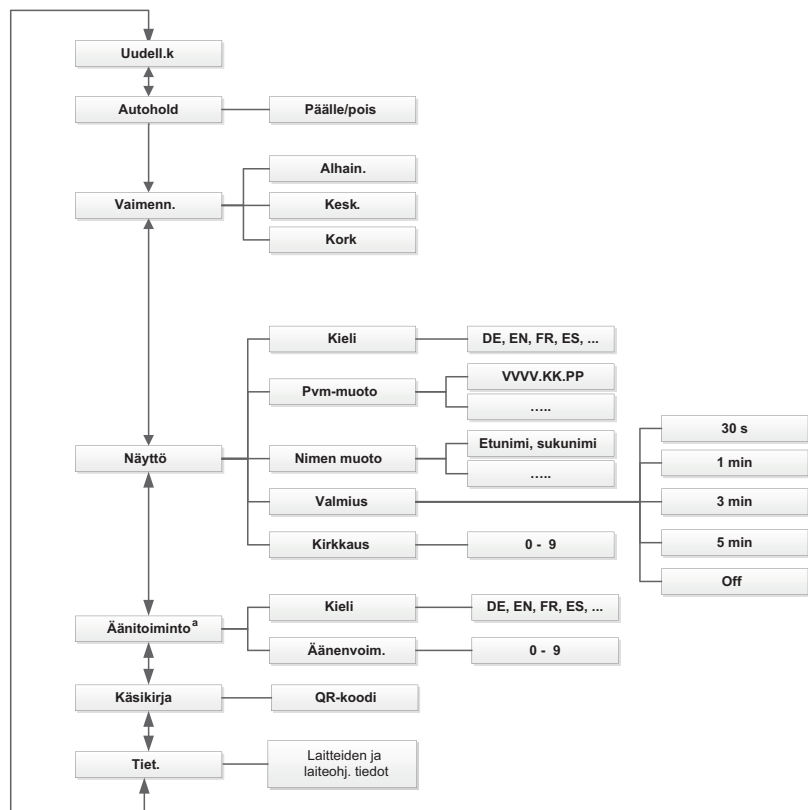 Uudell.k
Autohold
Päälle/pois
Vaimenn.
Alhain.
Kesk.
Kork
Näyttö
Kieli
DE, EN, FR, ES, ...
Pvm-muoto
VVVV.KK.PP
.....
Nimen muoto
Etunimi, sukunimi
.....
Valmius
30 s
1 min
3 min
5 min
Off
Kirkkaus
0 - 9
Äänitoiminto a
Kieli
DE, EN, FR, ES, ...
Äänenvoim.
0 - 9
Käsikirja
QR-koodi
Tiet.
Laitteiden ja
laiteohj. tiedot